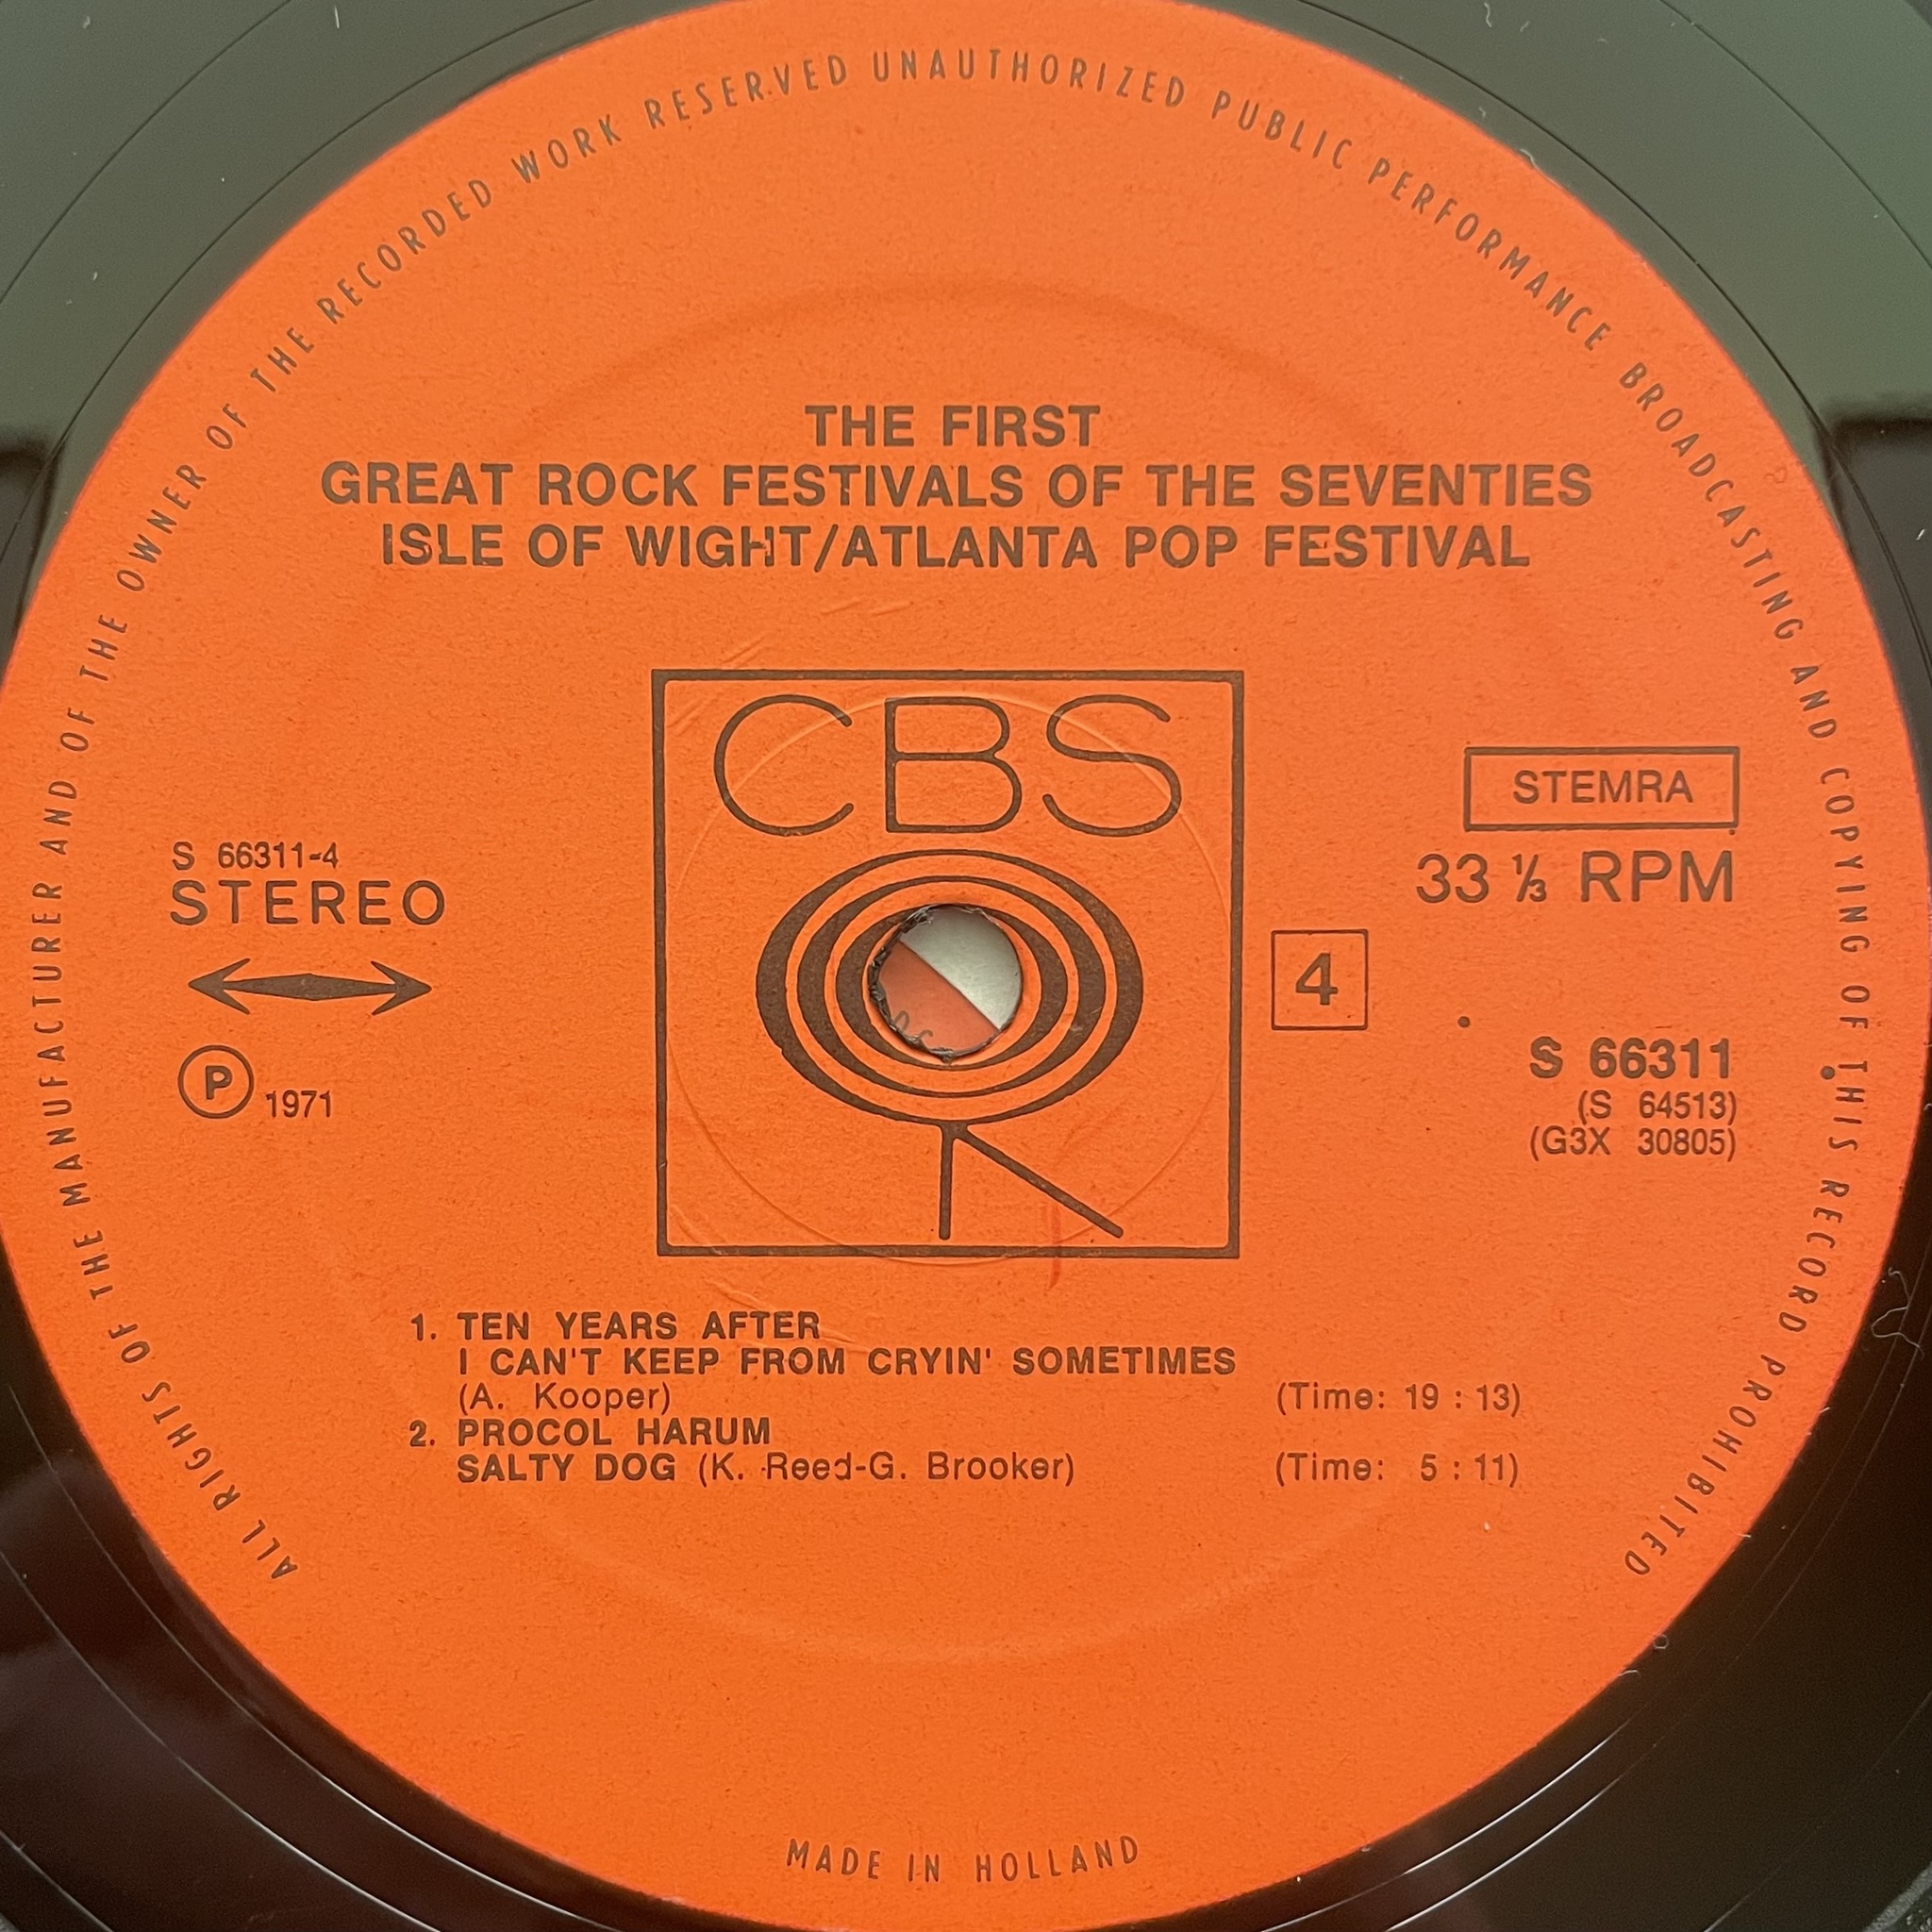 ALL RIGHTS OF THE MANUFACTURER AND OF THE OWNER OF THE RECORDED WORK RESERVED UNAUTHORIZED PUBLIC PERFORMANCE BROADCASTING AND COPYING OF THIS RECORD PROHIBITED
THE FIRST
GREAT ROCK FESTIVALS OF THE SEVENTIES
ISLE OF WIGHT/ATLANTA POP FESTIVAL
CBS
S 66311-4
STEREO
Ⓟ 1971
STEMRA
33 ⅓ RPM
4
S 66311
(S 64513)
(G3X 30805)
1. TEN YEARS AFTER
I CAN'T KEEP FROM CRYIN' SOMETIMES
(A. Kooper) (Time: 19 : 13)
2. PROCOL HARUM
SALTY DOG (K. Reed-G. Brooker) (Time: 5 : 11)
MADE IN HOLLAND